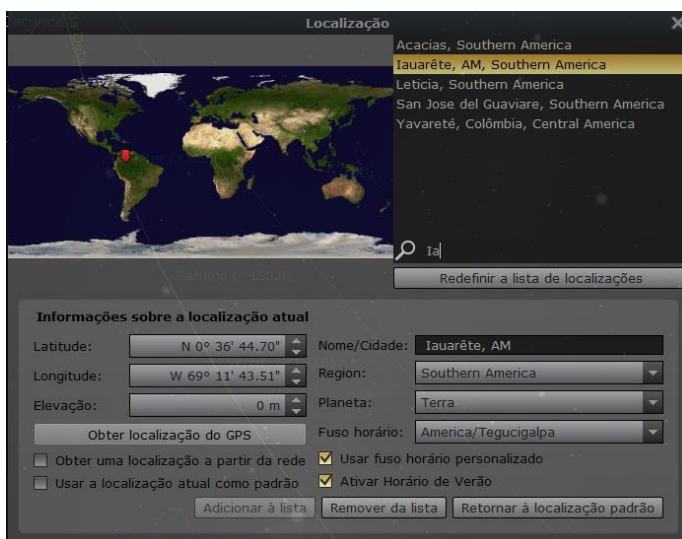 Localização
Acacias, Southern America
Iauarête, AM, Southern America
Leticia, Southern America
San Jose del Guaviare, Southern America
Yavareté, Colômbia, Central America
Ia
Saturno (×150.0)
Redefinir a lista de localizações
Informações sobre a localização atual
Latitude: N 0° 36' 44.70" Nome/Cidade: Iauarête, AM
Longitude: W 69° 11' 43.51" Region: Southern America
Elevação: 0 m Planeta: Terra
Obter localização do GPS Fuso horário: America/Tegucigalpa
Obter uma localização a partir da rede Usar fuso horário personalizado
Usar a localização atual como padrão Ativar Horário de Verão
Adicionar à lista Remover da lista Retornar à localização padrão